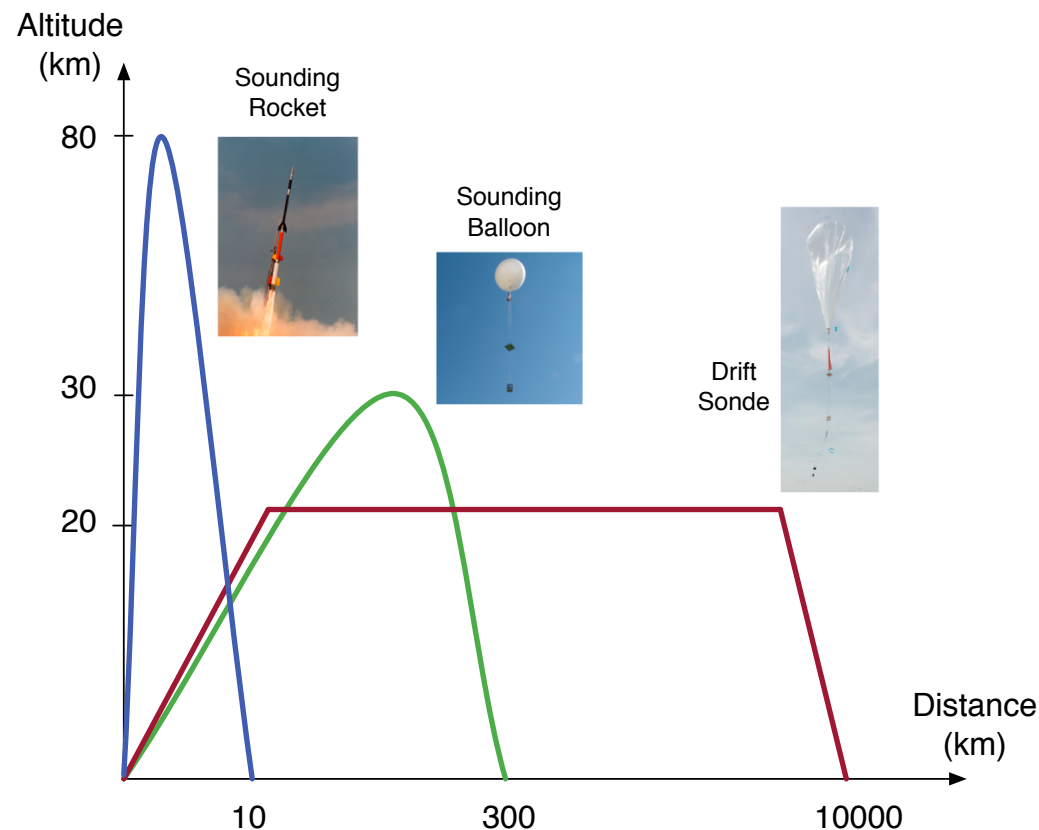 Altitude
(km)
Sounding
Rocket
80
Sounding
Balloon
Drift
Sonde
30
20
Distance
(km)
10
300
10000